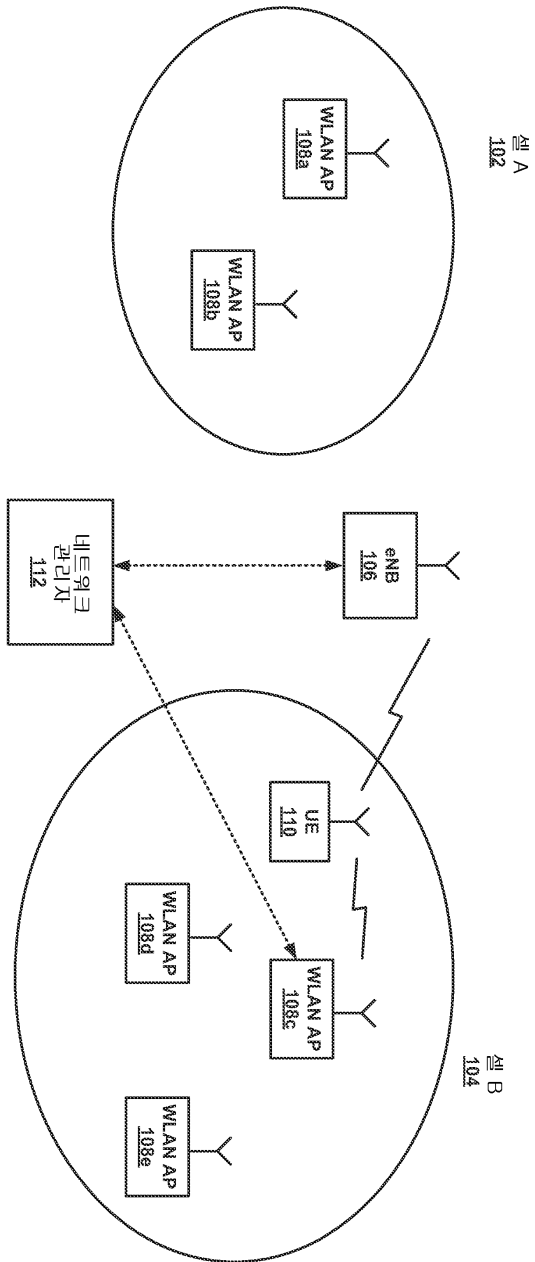 셀 A
102
WLAN AP
108a
WLAN AP
108b
eNB
106
네트워크
관리자
112
셀 B
104
UE
110
WLAN AP
108c
WLAN AP
108d
WLAN AP
108e